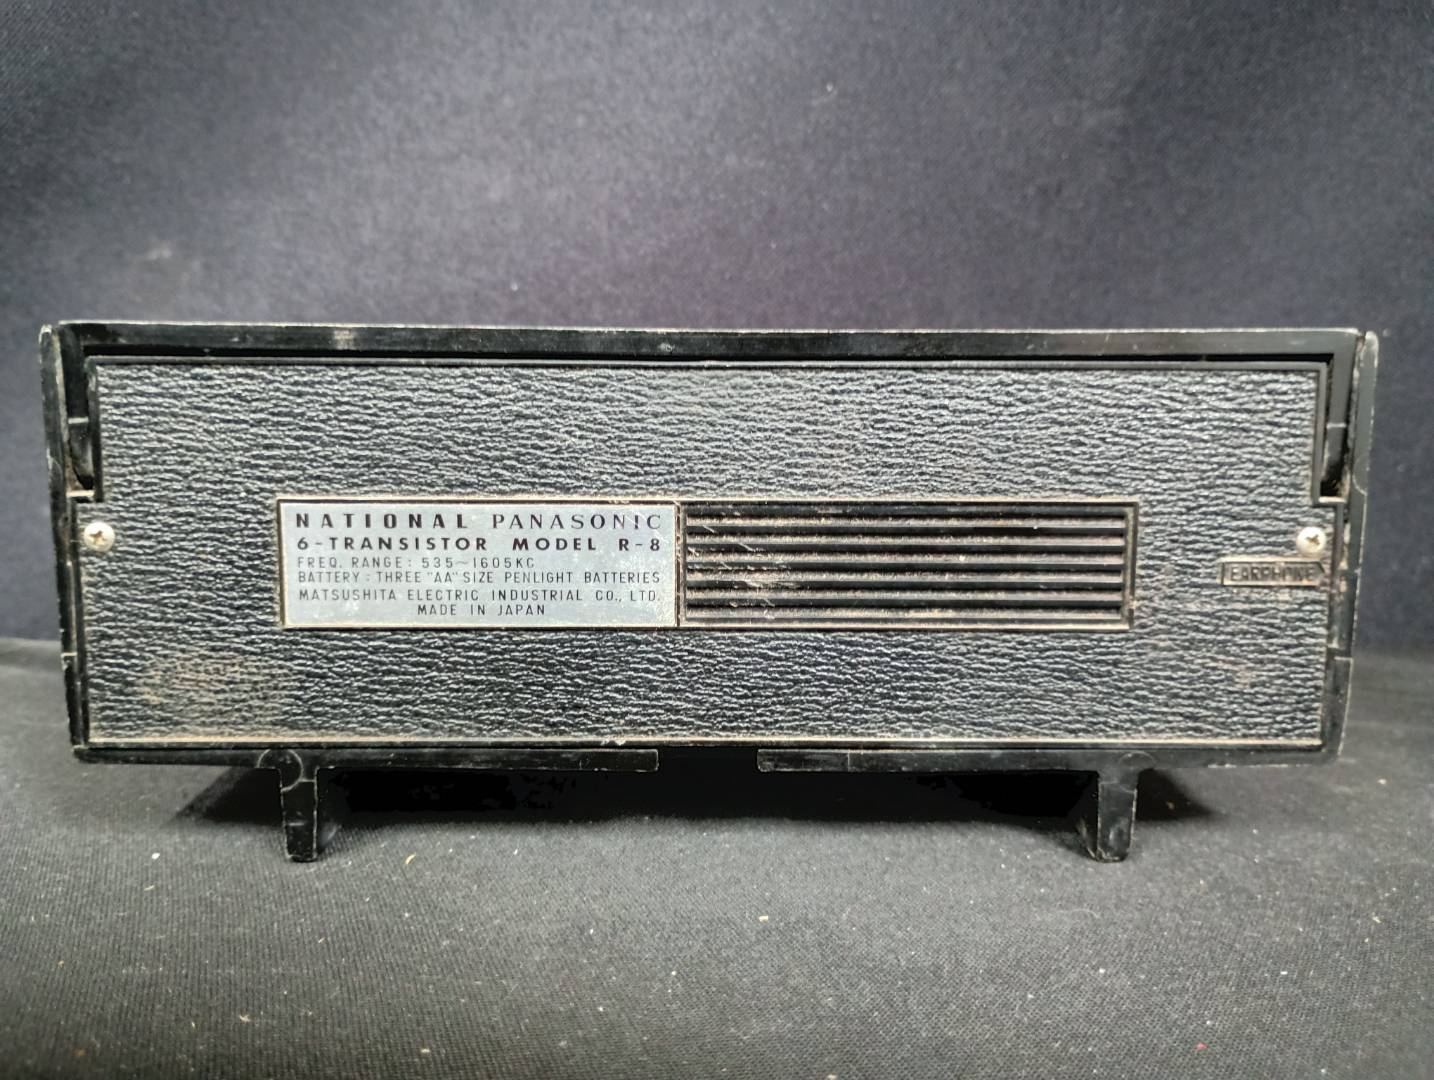 NATIONAL PANASONIC
6-TRANSISTOR MODEL R-8
FREQ. RANGE: 535~1605KC
BATTERY: THREE "AA" SIZE PENLIGHT BATTERIES
MATSUSHITA ELECTRIC INDUSTRIAL CO., LTD.
MADE IN JAPAN
EARPHONE